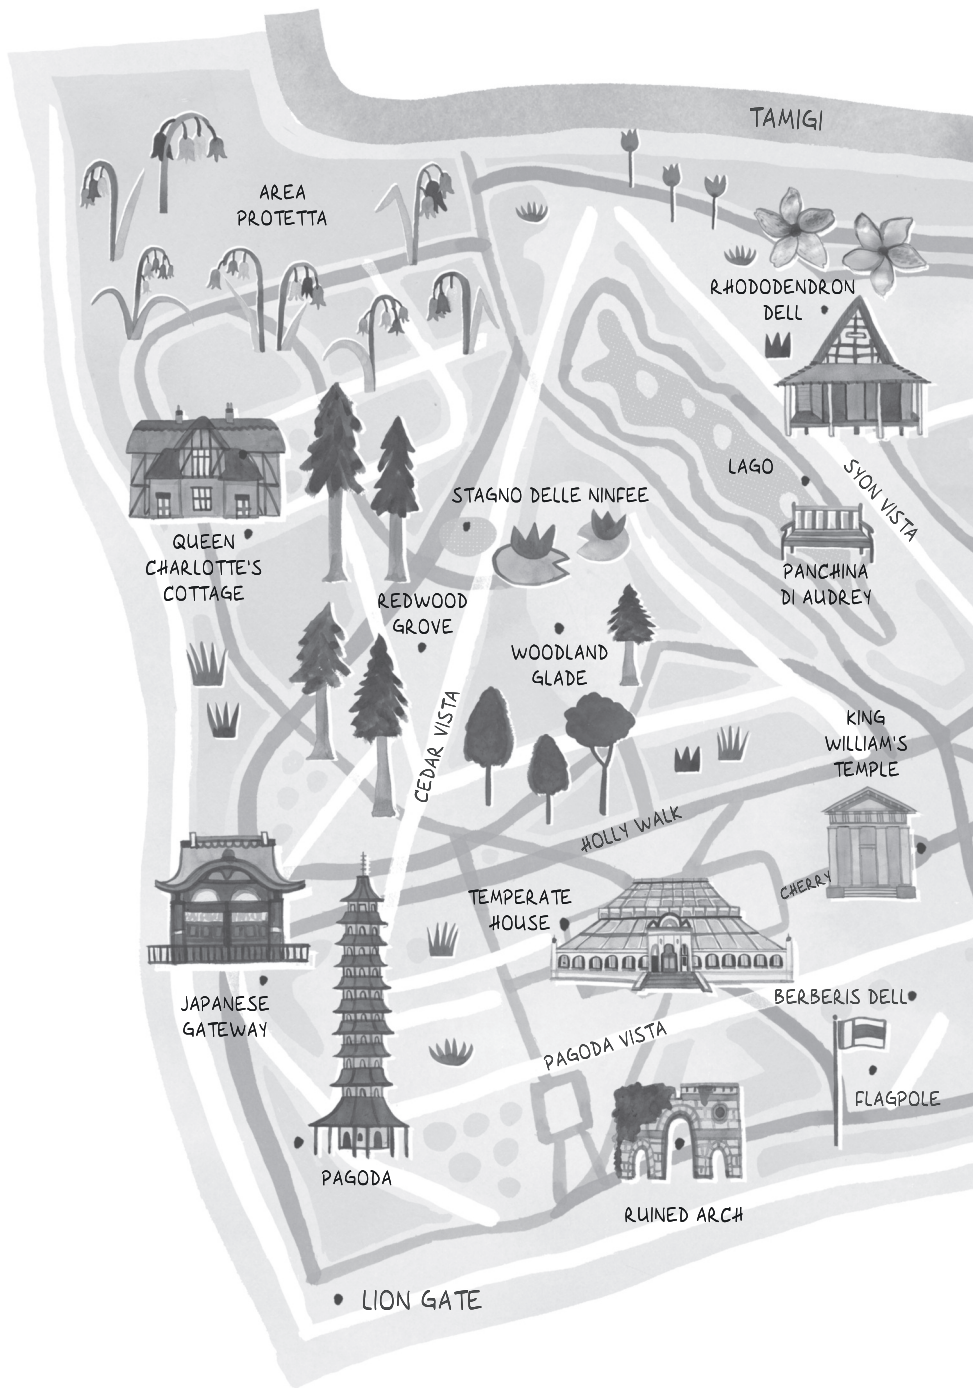 TAMIGI
AREA
PROTETTA
RHODODENDRON
DELL
LAGO
SYON VISTA
STAGNO DELLE NINFEE
QUEEN
CHARLOTTE'S
COTTAGE
PANCHINA
DI AUDREY
REDWOOD
GROVE
WOODLAND
GLADE
CEDAR VISTA
KING
WILLIAM'S
TEMPLE
HOLLY WALK
CHERRY
TEMPERATE
HOUSE
JAPANESE
GATEWAY
BERBERIS DELL
PAGODA VISTA
FLAGPOLE
PAGODA
RUINED ARCH
LION GATE